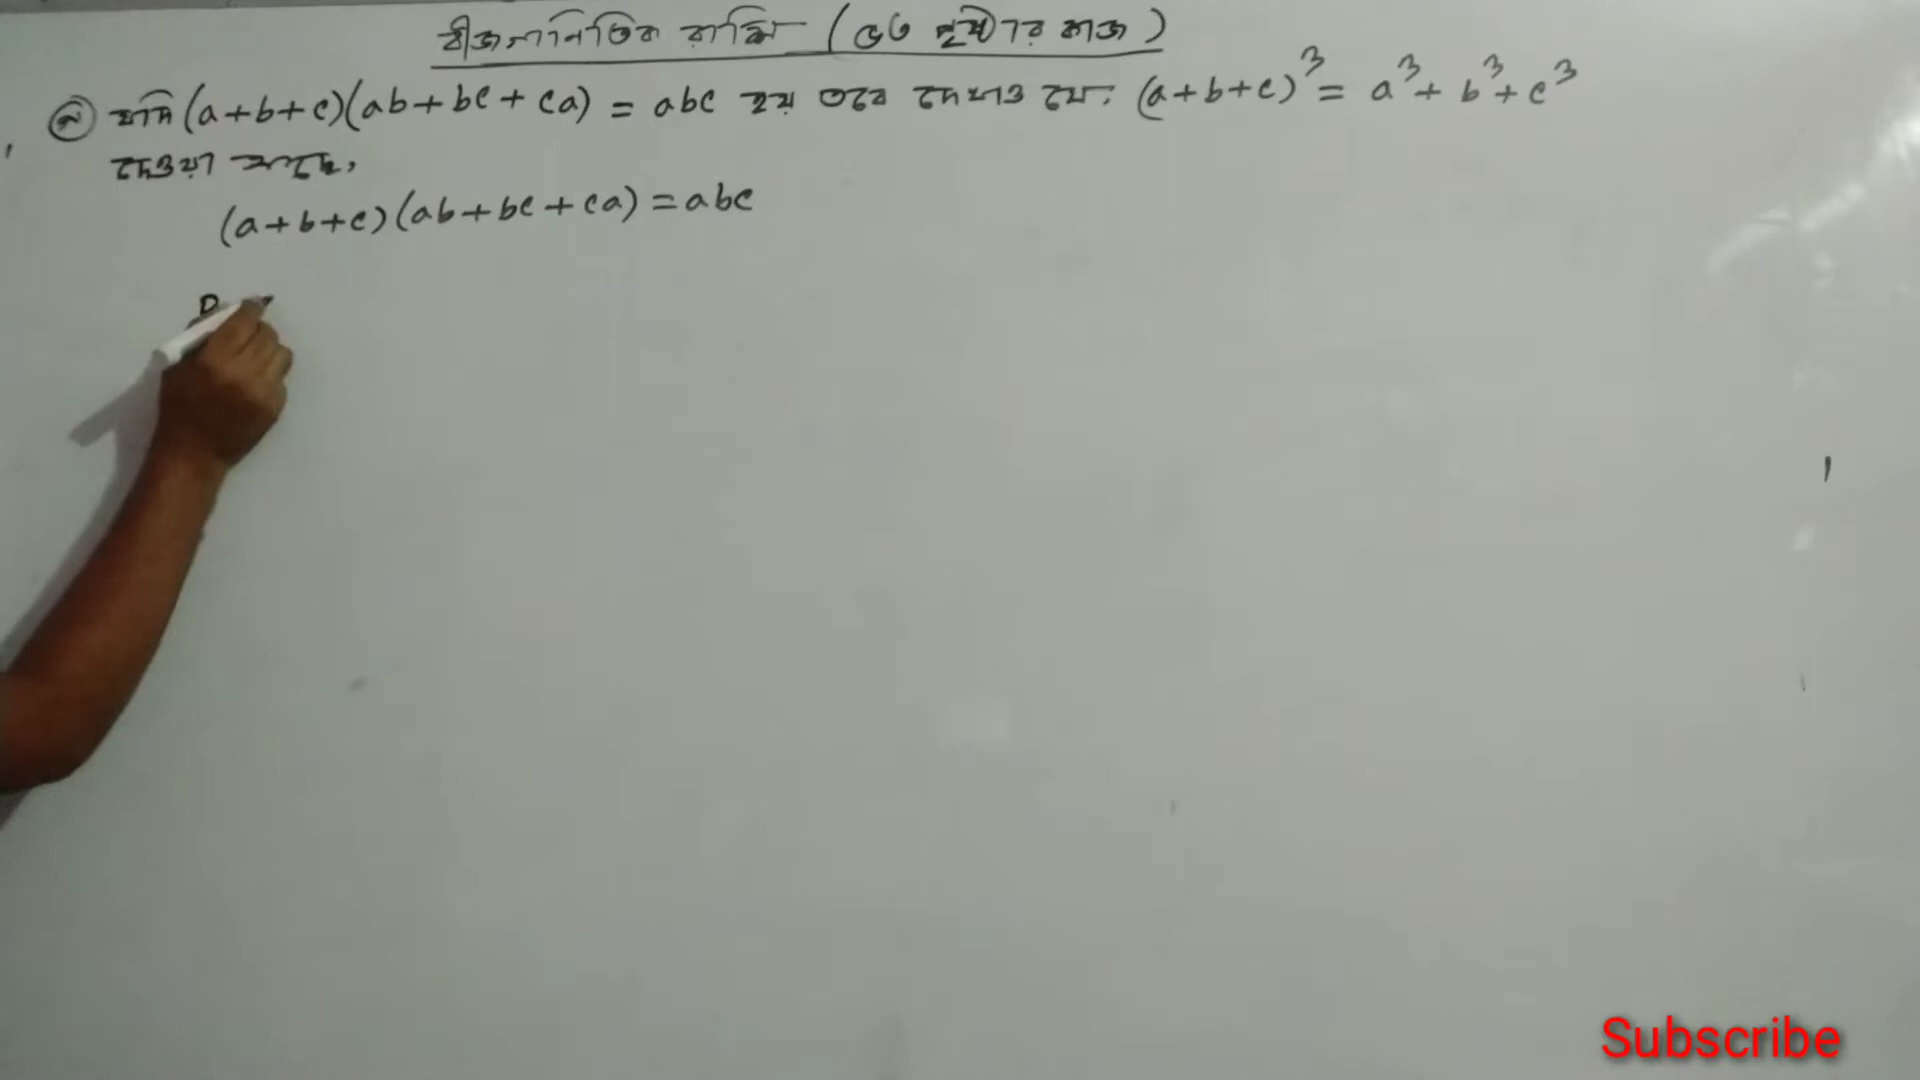 বীজগাণিতিক রাশি (৫৩ পৃষ্ঠার কাজ)
যদি (a+b+c)(ab+bc+ca) = abc হয় তবে দেখাও যে: (a+b+c)³ = a³+b³+c³
দেওয়া আছে,
(a+b+c)(ab+bc+ca) = abc
Subscribe